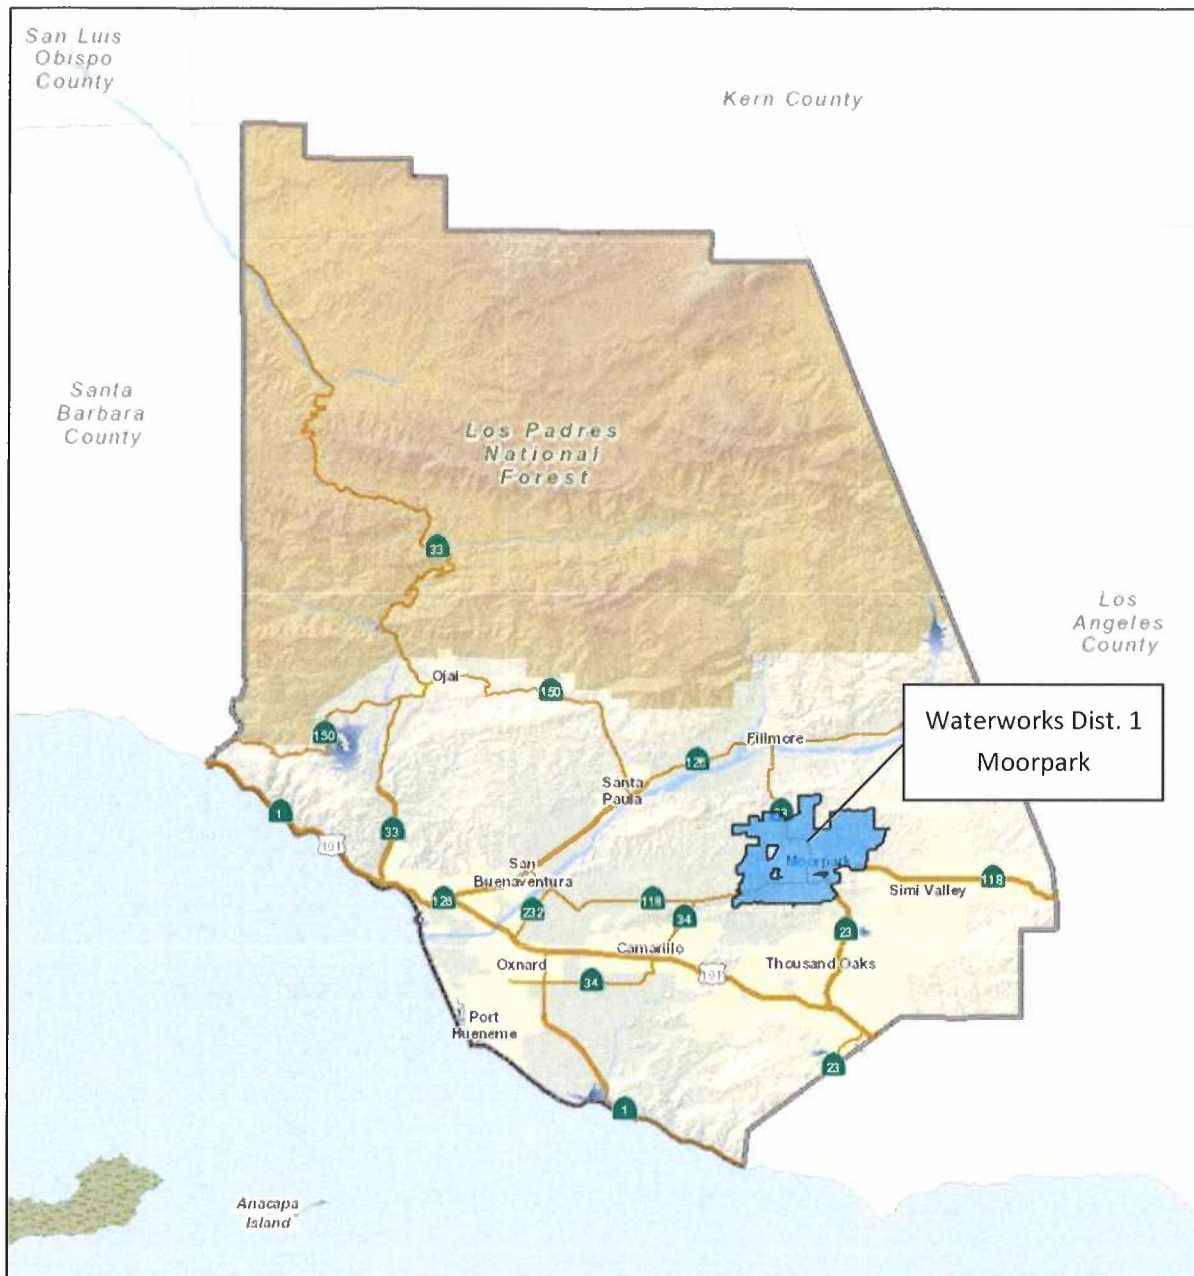 San Luis
Obispo
County
Kern County
Santa
Barbara
County
Los Padres
National
Forest
33
Los
Angeles
County
Ojai
150
150
Waterworks Dist. 1
Moorpark
Fillmore
126
Santa
Paula
1
101
33
23
Moorpark
San
Buenaventura
Simi Valley
118
126
232
118
34
23
Camarillo
Oxnard
101
Thousand Oaks
34
Port
Hueneme
23
1
Anacapa
Island